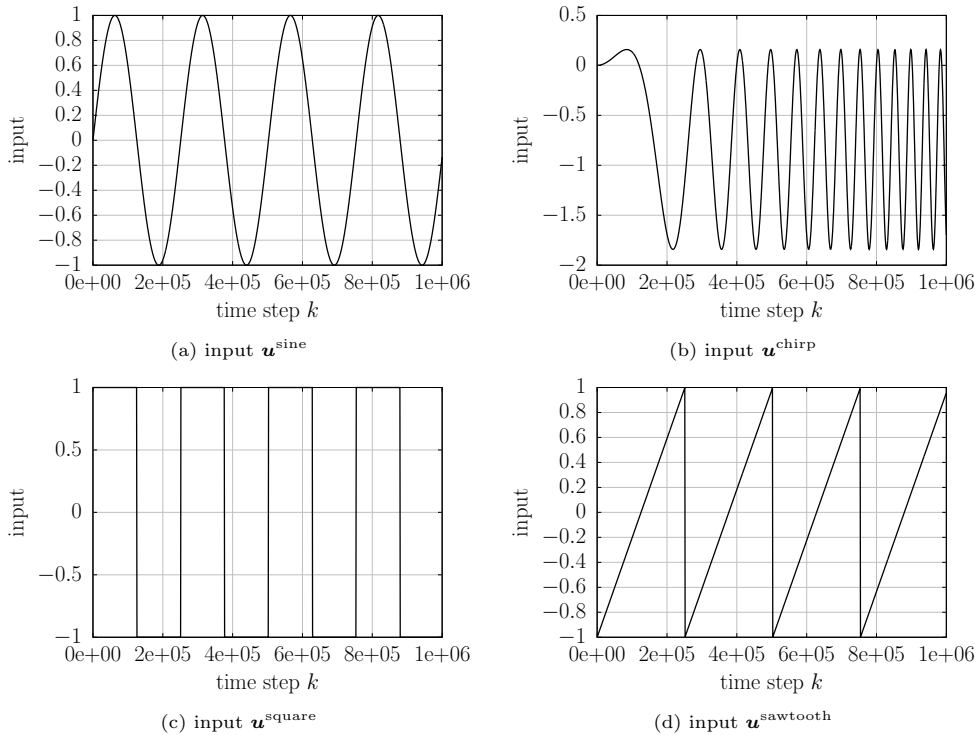 1
0.8
0.6
0.4
0.2
0
−0.2
−0.4
−0.6
−0.8
−1
input
0e+00 2e+05 4e+05 6e+05 8e+05 1e+06
time step k
(a) input u^sine
0.5
0
−0.5
−1
−1.5
−2
input
0e+00 2e+05 4e+05 6e+05 8e+05 1e+06
time step k
(b) input u^chirp
1
0.5
0
−0.5
−1
input
0e+00 2e+05 4e+05 6e+05 8e+05 1e+06
time step k
(c) input u^square
1
0.8
0.6
0.4
0.2
0
−0.2
−0.4
−0.6
−0.8
−1
input
0e+00 2e+05 4e+05 6e+05 8e+05 1e+06
time step k
(d) input u^sawtooth